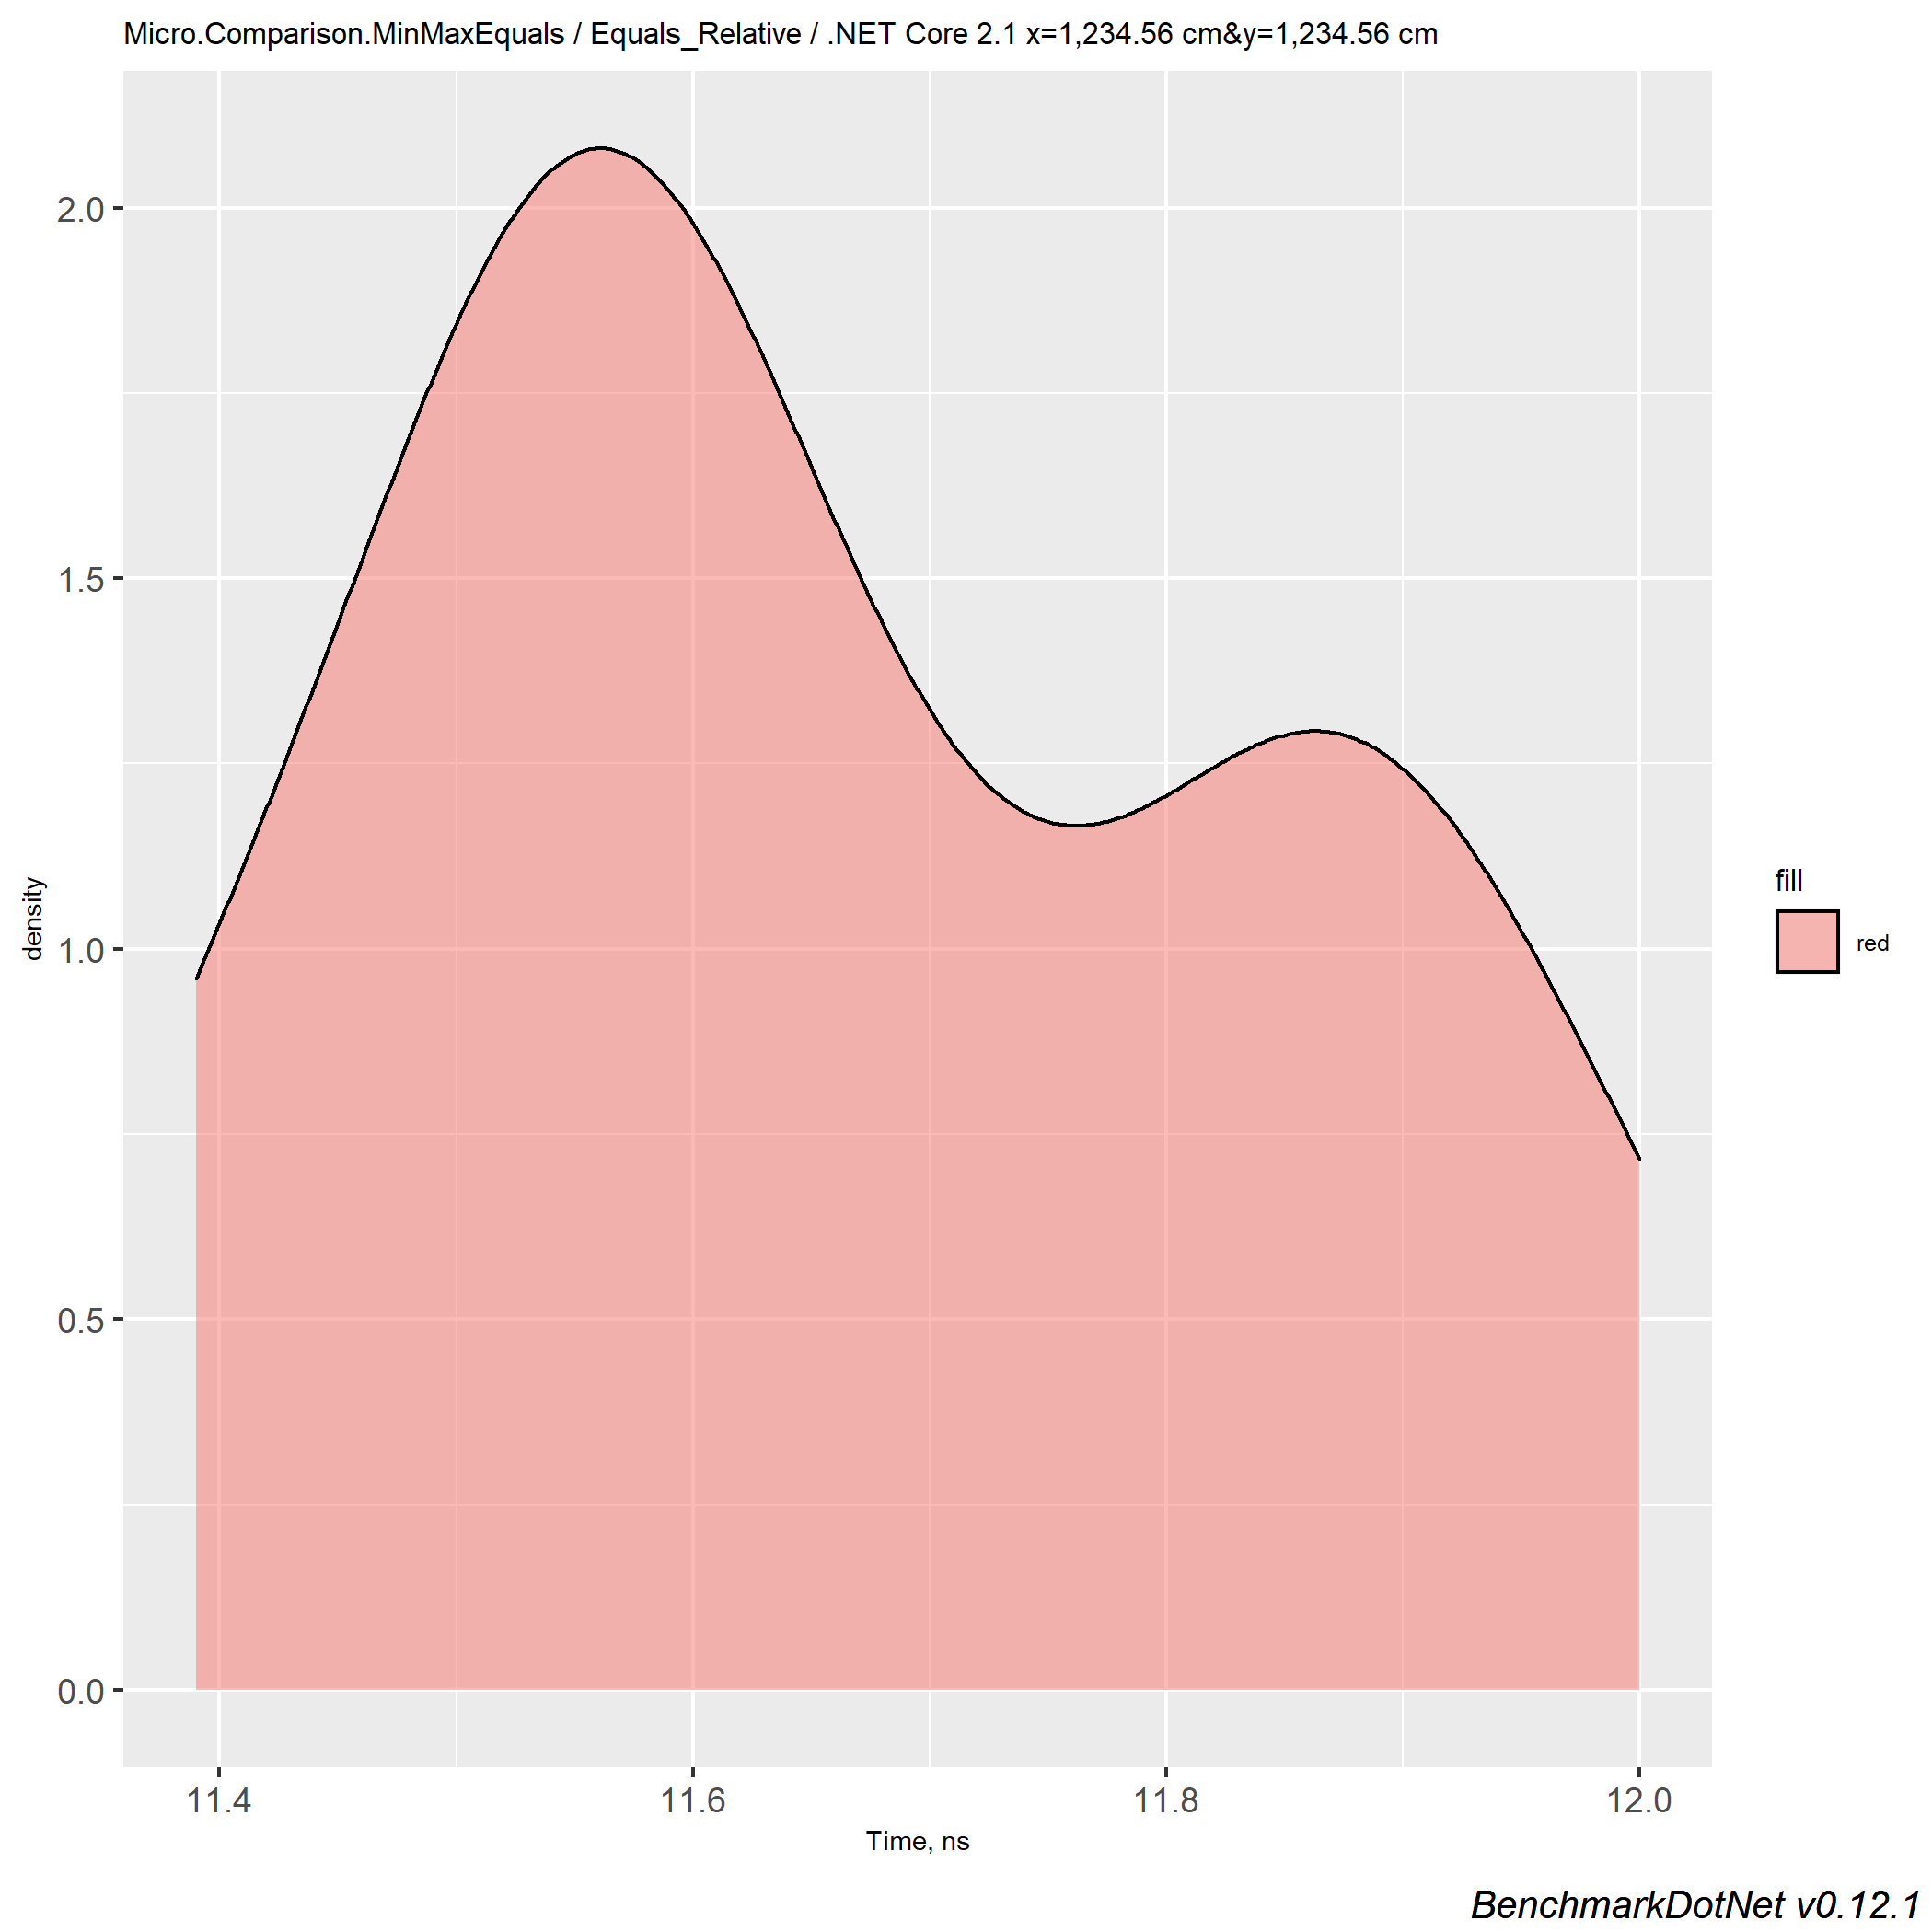 Micro.Comparison.MinMaxEquals / Equals_Relative / .NET Core 2.1 x=1,234.56 cm&y=1,234.56 cm
2.0
1.5
1.0
0.5
0.0
density
11.4 11.6 11.8 12.0
Time, ns
fill
red
BenchmarkDotNet v0.12.1